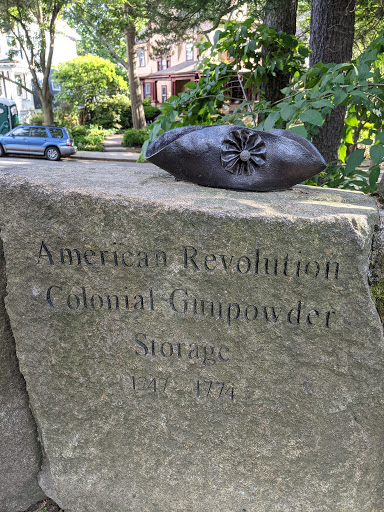 American Revolution
Colonial Gunpowder
Storage
1747 - 1774